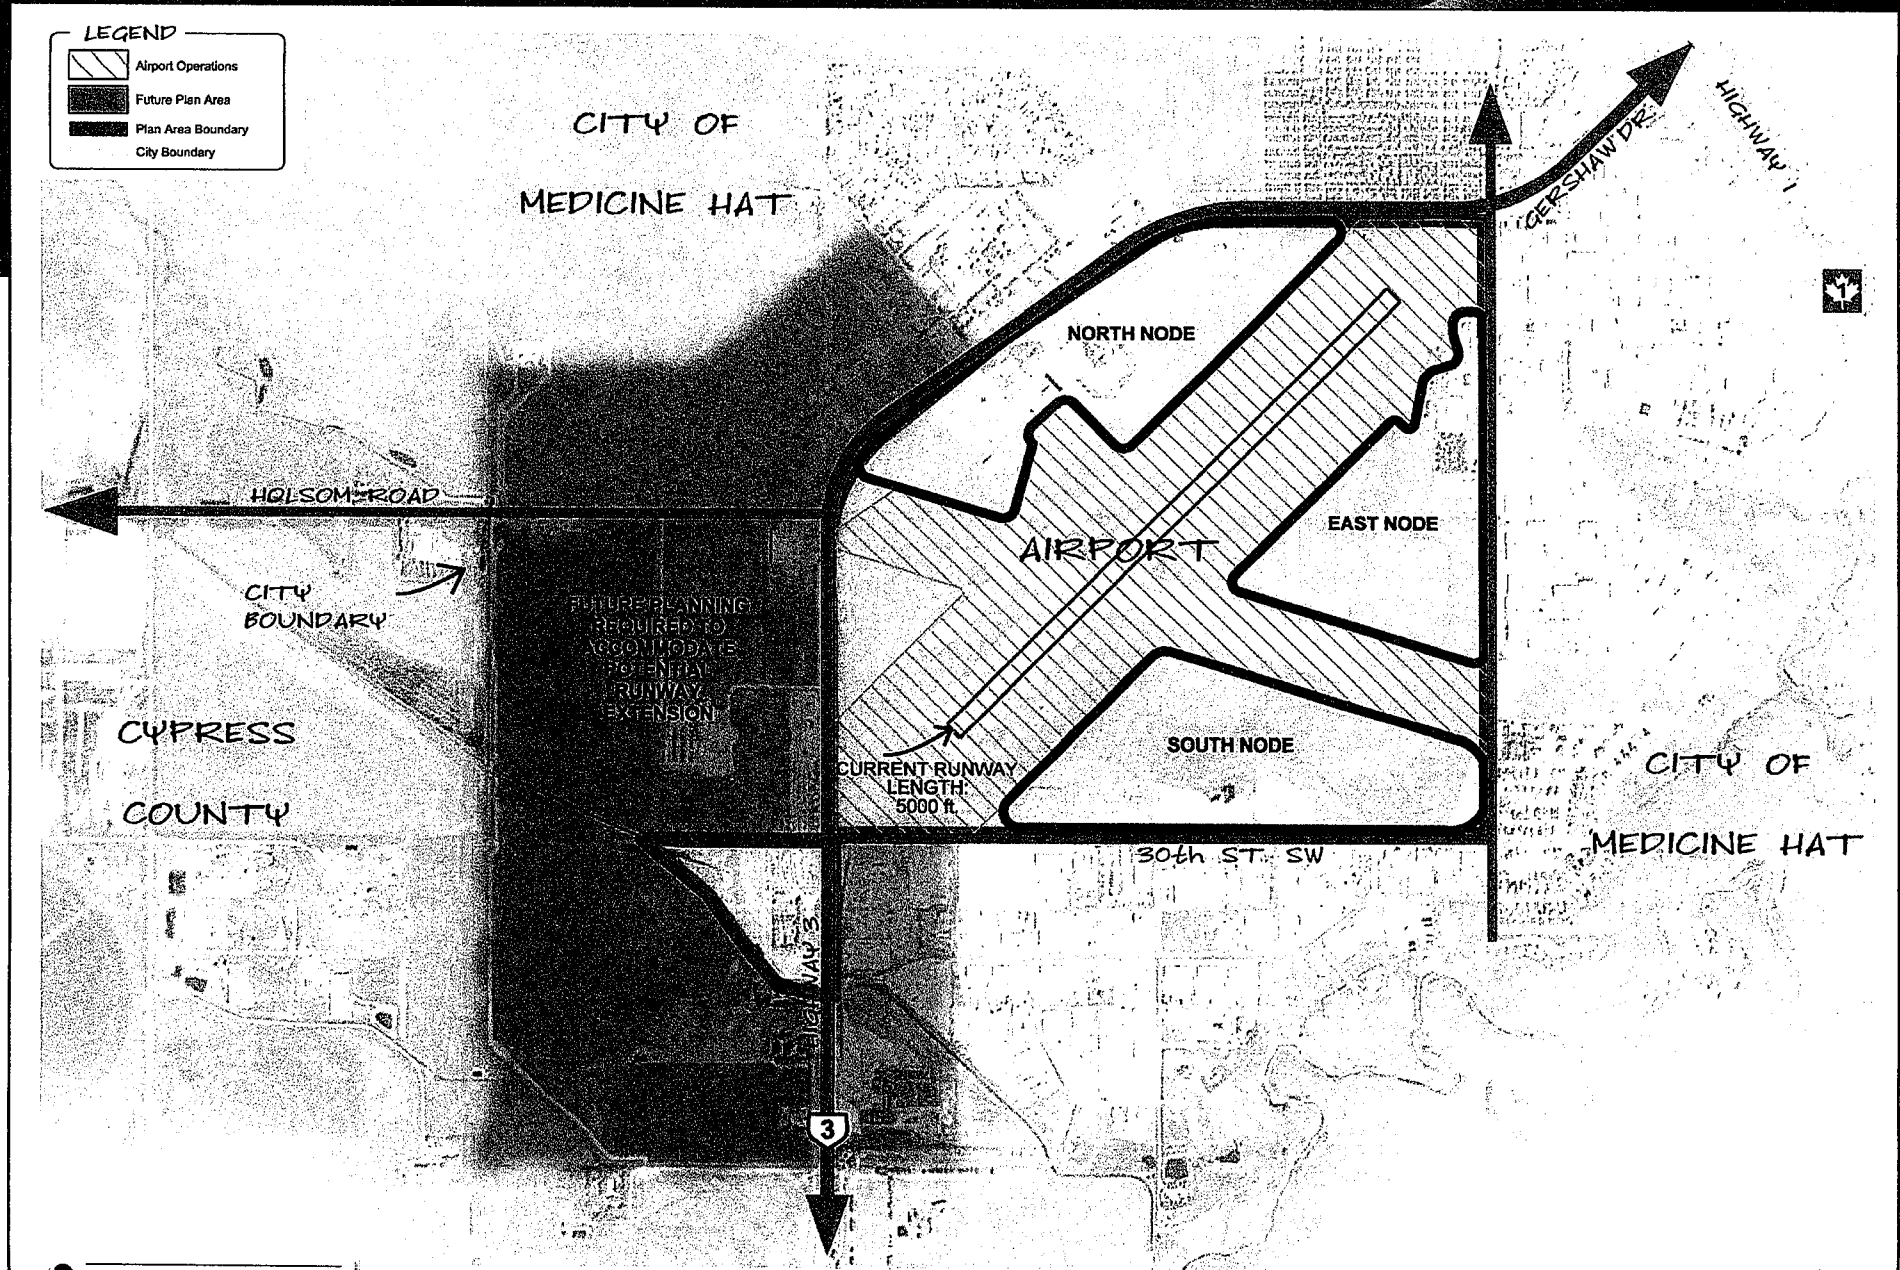 LEGEND
Airport Operations
Future Plan Area
Plan Area Boundary
City Boundary
CITY OF
MEDICINE HAT
GERSHAW DR.
HIGHWAY 1
1
NORTH NODE
HOLSOM ROAD
EAST NODE
AIRPORT
CITY
BOUNDARY
FUTURE PLANNING
REQUIRED TO
ACCOMMODATE
POTENTIAL
RUNWAY
EXTENSION
CYPRESS
COUNTY
SOUTH NODE
CURRENT RUNWAY
LENGTH:
5000 ft.
CITY OF
MEDICINE HAT
30th ST. SW
HIGHWAY 3
3